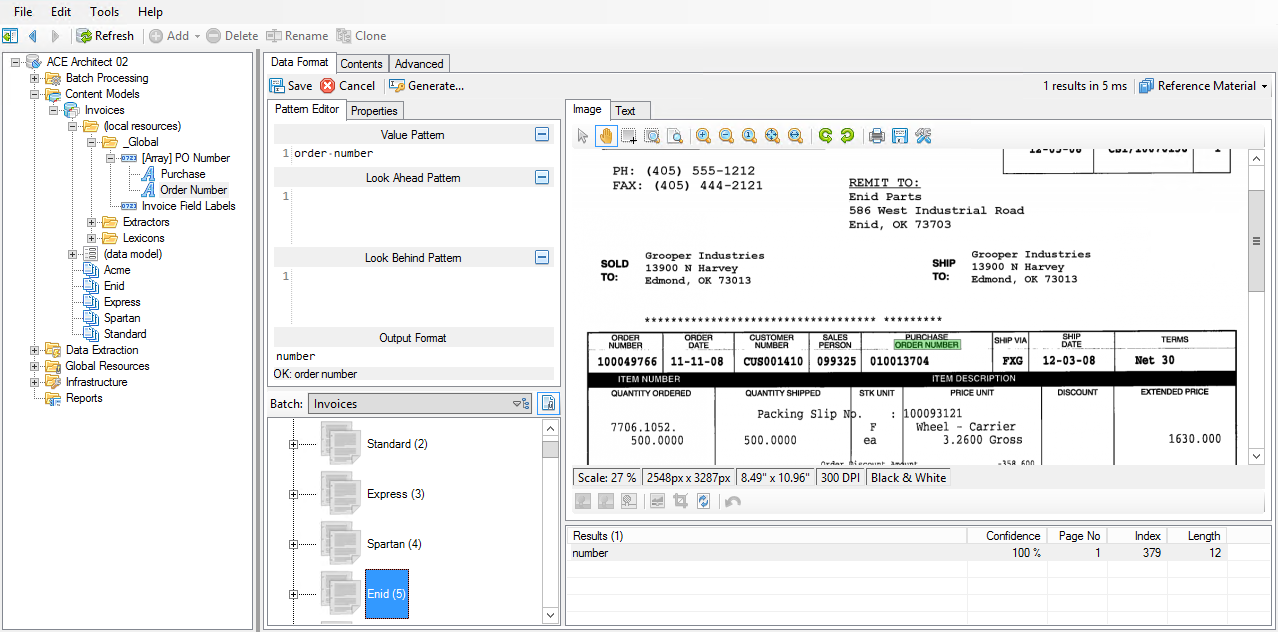 File Edit Tools Help
Refresh Add Delete Rename Clone
ACE Architect 02
Batch Processing
Content Models
Invoices
(local resources)
_Global
[Array] PO Number
Purchase
Order Number
Invoice Field Labels
Extractors
Lexicons
(data model)
Acme
Enid
Express
Spartan
Standard
Data Extraction
Global Resources
Infrastructure
Reports
Data Format Contents Advanced
Save Cancel Generate... 1 results in 5 ms Reference Material
Pattern Editor Properties
Value Pattern
1 order·number
Look Ahead Pattern
1
Look Behind Pattern
1
Output Format
number
OK: order number
Batch: Invoices
Standard (2)
Express (3)
Spartan (4)
Enid (5)
Image Text
PH: (405) 555-1212
FAX: (405) 444-2121
REMIT TO:
Enid Parts
586 West Industrial Road
Enid, OK 73703
SOLD TO:
Grooper Industries
13900 N Harvey
Edmond, OK 73013
SHIP TO:
Grooper Industries
13900 N Harvey
Edmond, OK 73013
*********************************** *********
ORDER NUMBER ORDER DATE CUSTOMER NUMBER SALES PERSON PURCHASE ORDER NUMBER SHIP VIA SHIP DATE TERMS
100049766 11-11-08 CUS001410 099325 010013704 FXG 12-03-08 Net 30
ITEM NUMBER ITEM DESCRIPTION
QUANTITY ORDERED QUANTITY SHIPPED STK UNIT PRICE UNIT DISCOUNT EXTENDED PRICE
Packing Slip No. : 100093121
7706.1052. F Wheel - Carrier
500.0000 500.0000 ea 3.2600 Gross 1630.000
Order Discount Amount -358.600
Scale: 27 % 2548px x 3287px 8.49" x 10.96" 300 DPI Black & White
Results (1) Confidence Page No Index Length
number 100 % 1 379 12